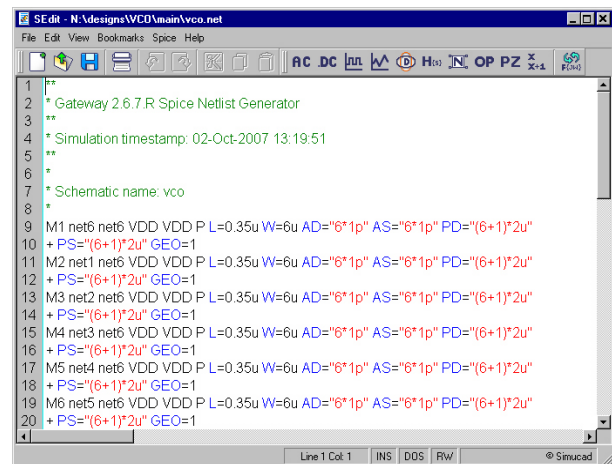 SEdit - N:\designs\VCO\main\vco.net
File Edit View Bookmarks Spice Help
AC .DC H(s) N OP PZ X z+1 F{Jω}
1 **
2 * Gateway 2.6.7.R Spice Netlist Generator
3 **
4 * Simulation timestamp: 02-Oct-2007 13:19:51
5 **
6 *
7 * Schematic name: vco
8 *
9 M1 net6 net6 VDD VDD P L=0.35u W=6u AD="6*1p" AS="6*1p" PD="(6+1)*2u"
10 + PS="(6+1)*2u" GEO=1
11 M2 net1 net6 VDD VDD P L=0.35u W=6u AD="6*1p" AS="6*1p" PD="(6+1)*2u"
12 + PS="(6+1)*2u" GEO=1
13 M3 net2 net6 VDD VDD P L=0.35u W=6u AD="6*1p" AS="6*1p" PD="(6+1)*2u"
14 + PS="(6+1)*2u" GEO=1
15 M4 net3 net6 VDD VDD P L=0.35u W=6u AD="6*1p" AS="6*1p" PD="(6+1)*2u"
16 + PS="(6+1)*2u" GEO=1
17 M5 net4 net6 VDD VDD P L=0.35u W=6u AD="6*1p" AS="6*1p" PD="(6+1)*2u"
18 + PS="(6+1)*2u" GEO=1
19 M6 net5 net6 VDD VDD P L=0.35u W=6u AD="6*1p" AS="6*1p" PD="(6+1)*2u"
20 + PS="(6+1)*2u" GEO=1
Line 1 Col: 1 INS DOS RW © Simucad